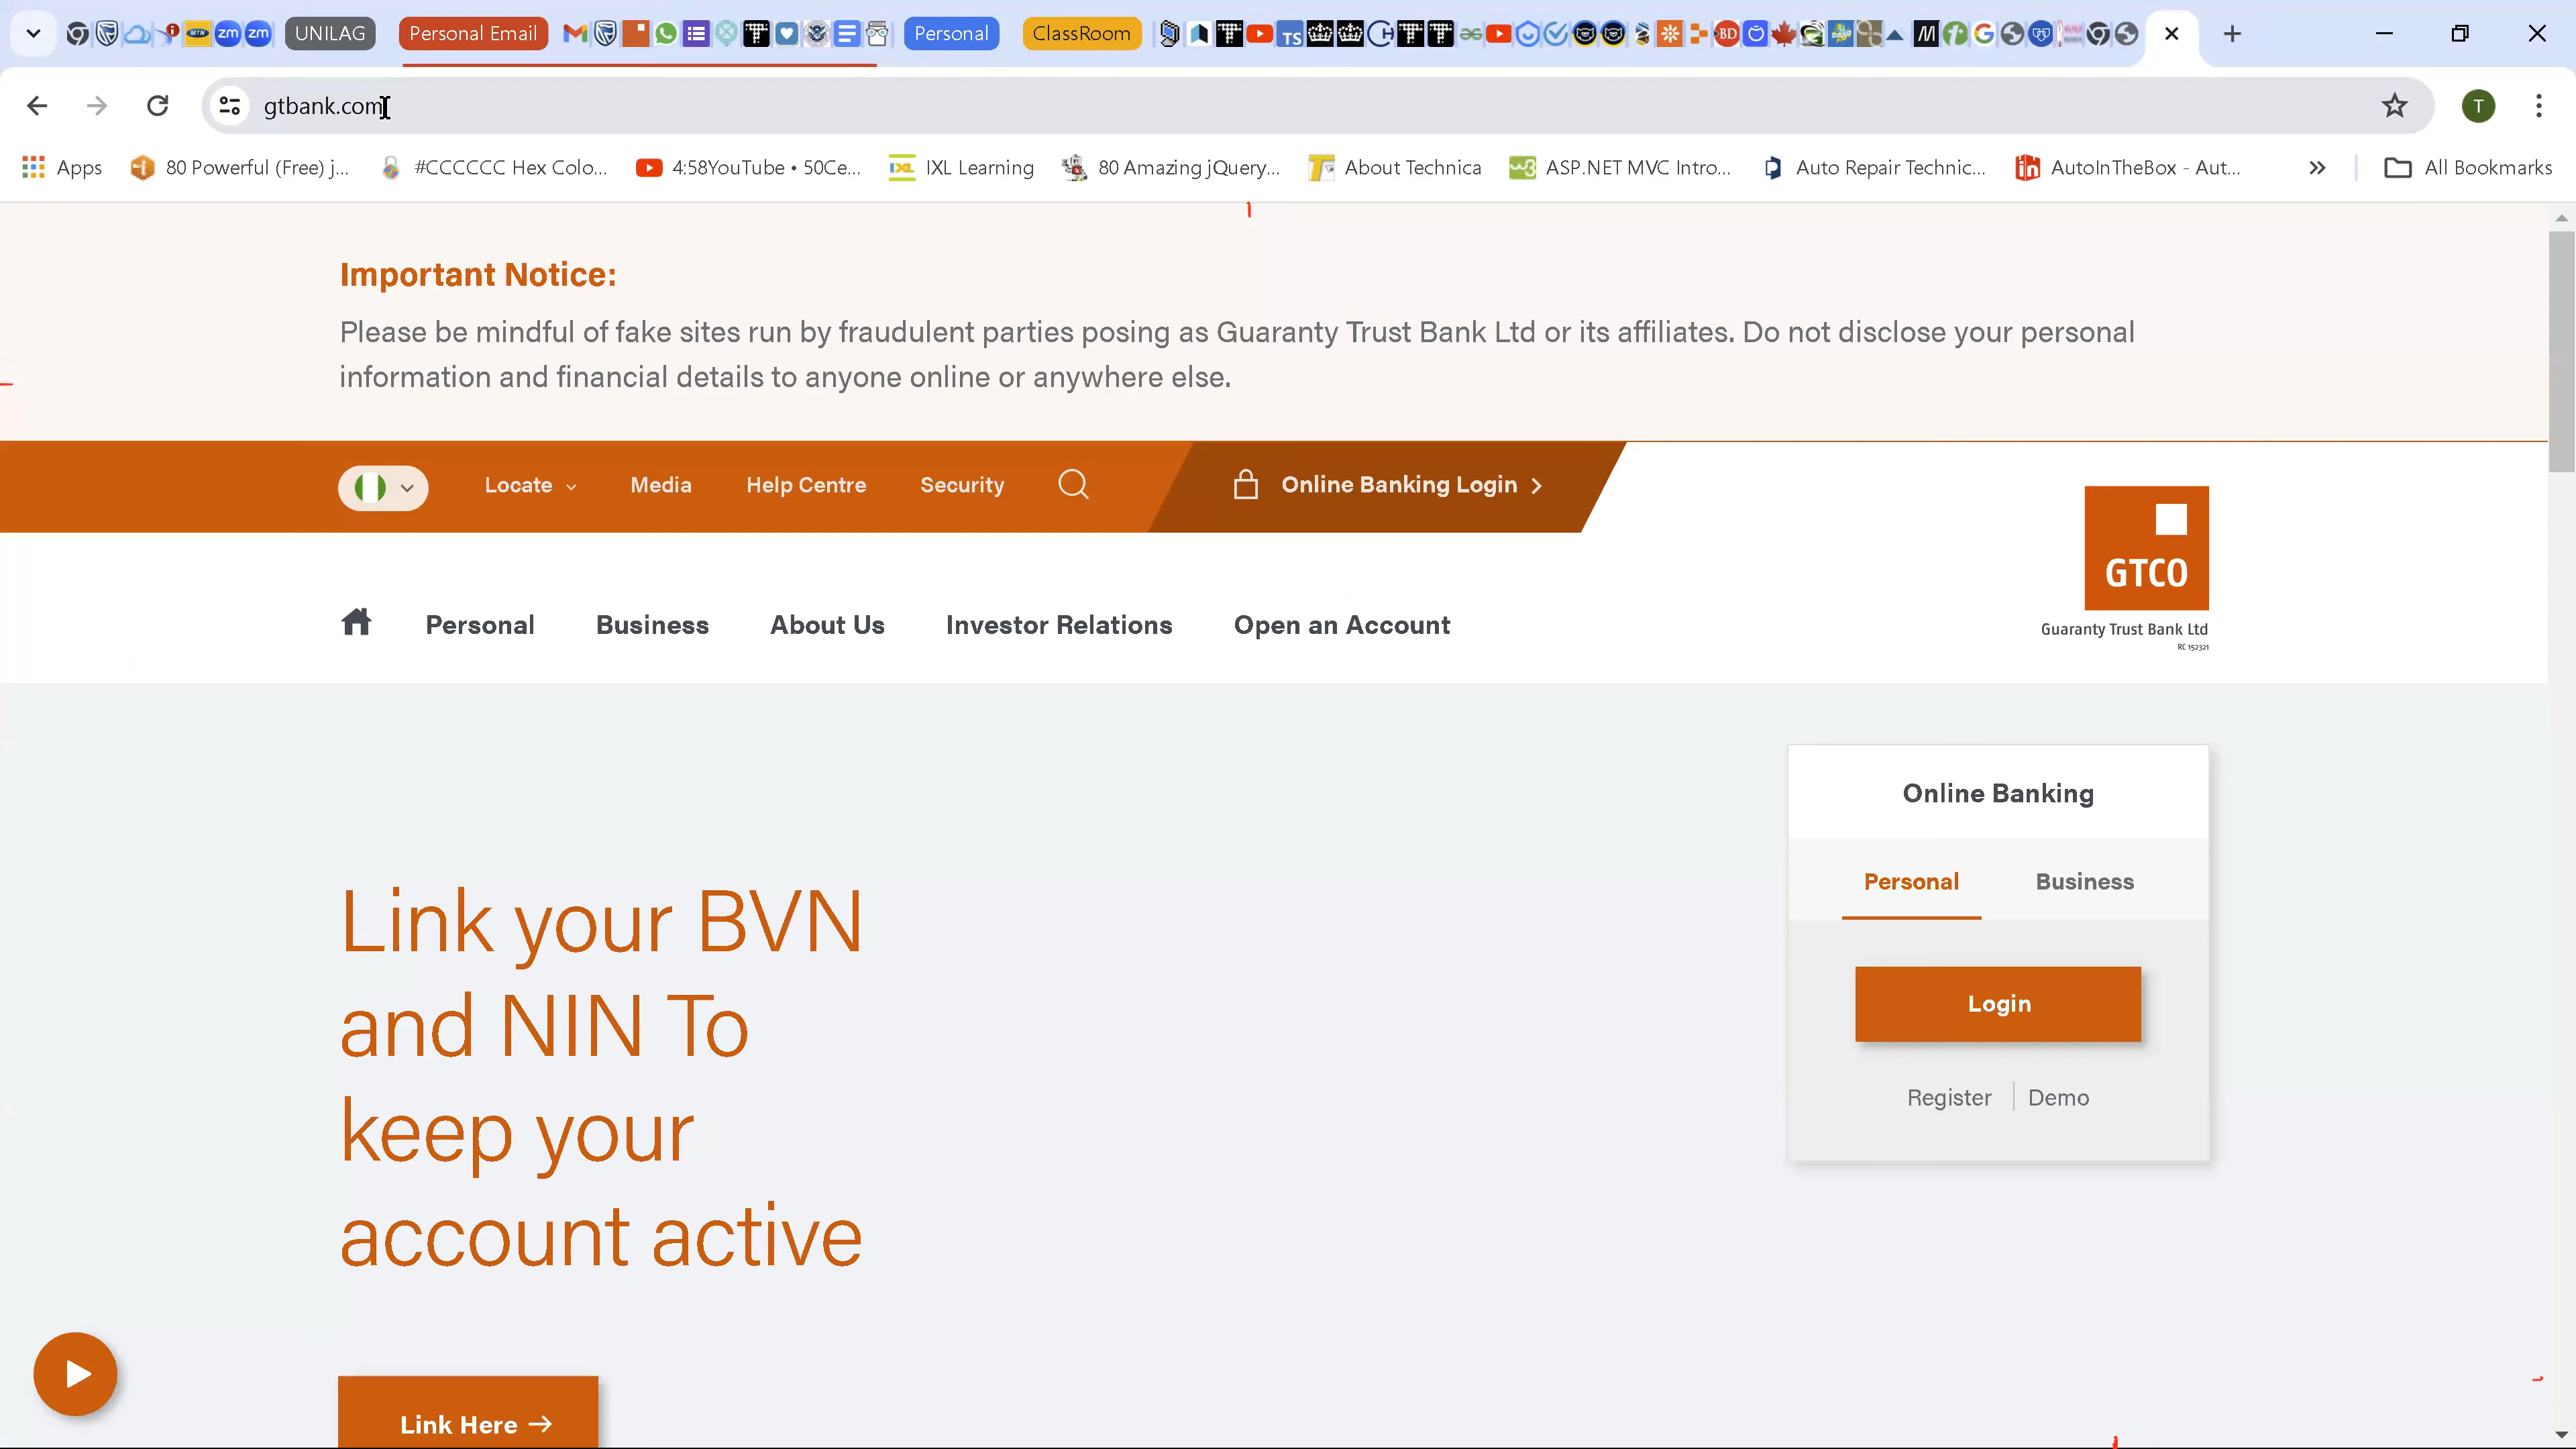 UNILAG
Personal Email
Personal
ClassRoom
gtbank.com
T
Apps
80 Powerful (Free) j...
#CCCCCC Hex Colo...
4:58YouTube • 50Ce...
IXL Learning
80 Amazing jQuery...
About Technica
ASP.NET MVC Intro...
Auto Repair Technic...
AutoInTheBox - Aut...
All Bookmarks
Important Notice:
Please be mindful of fake sites run by fraudulent parties posing as Guaranty Trust Bank Ltd or its affiliates. Do not disclose your personal
information and financial details to anyone online or anywhere else.
Locate
Media
Help Centre
Security
Online Banking Login
GTCO
Guaranty Trust Bank Ltd
RC 152321
Personal
Business
About Us
Investor Relations
Open an Account
Link your BVN
and NIN To
keep your
account active
Link Here
Online Banking
Personal
Business
Login
Register
Demo